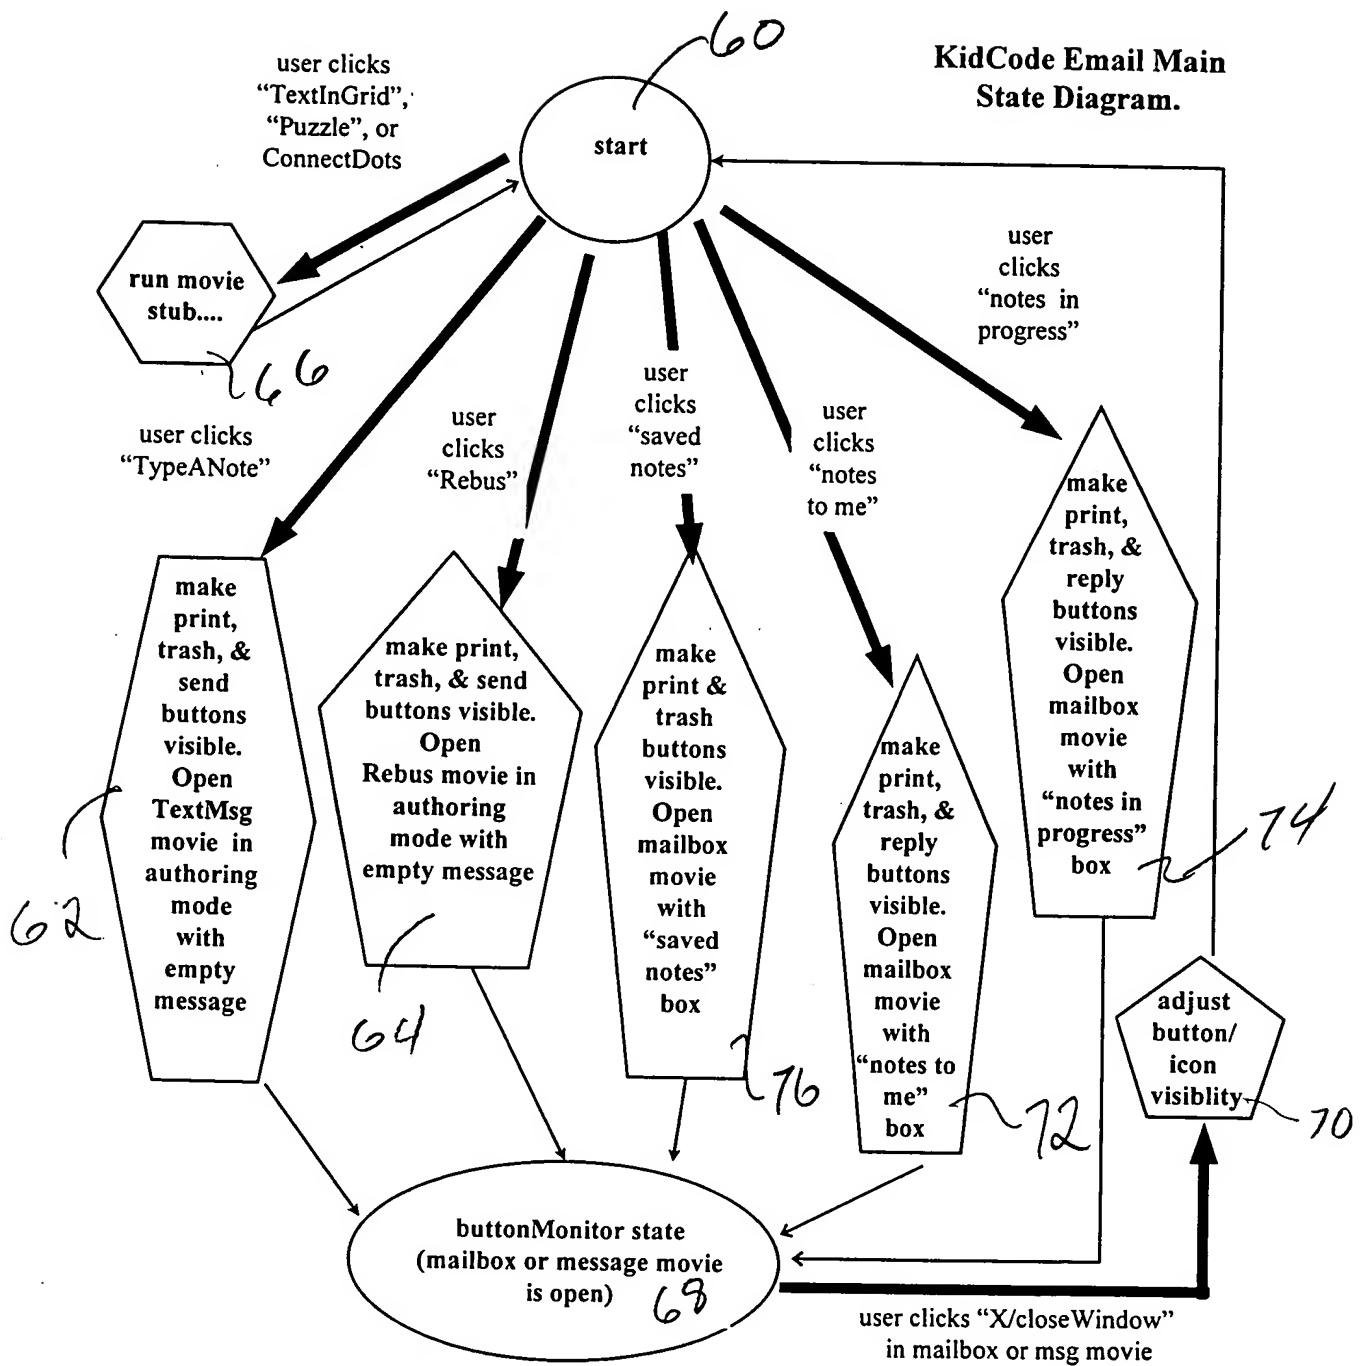 60
KidCode Email Main
State Diagram.
user clicks
“TextInGrid”,
“Puzzle”, or
ConnectDots
start
run movie
stub....
66
user
clicks
“notes in
progress”
user clicks
“TypeANote”
user
clicks
“Rebus”
user
clicks
“saved
notes”
user
clicks
“notes
to me”
make
print,
trash, &
send
buttons
visible.
Open
TextMsg
movie in
authoring
mode
with
empty
message
62
make print,
trash, & send
buttons visible.
Open
Rebus movie in
authoring
mode with
empty message
64
make
print &
trash
buttons
visible.
Open
mailbox
movie
with
“saved
notes”
box
76
make
print,
trash, &
reply
buttons
visible.
Open
mailbox
movie
with
“notes to
me”
box
72
make
print,
trash, &
reply
buttons
visible.
Open
mailbox
movie
with
“notes in
progress”
box
74
adjust
button/
icon
visiblity
70
buttonMonitor state
(mailbox or message movie
is open)
68
user clicks “X/closeWindow”
in mailbox or msg movie